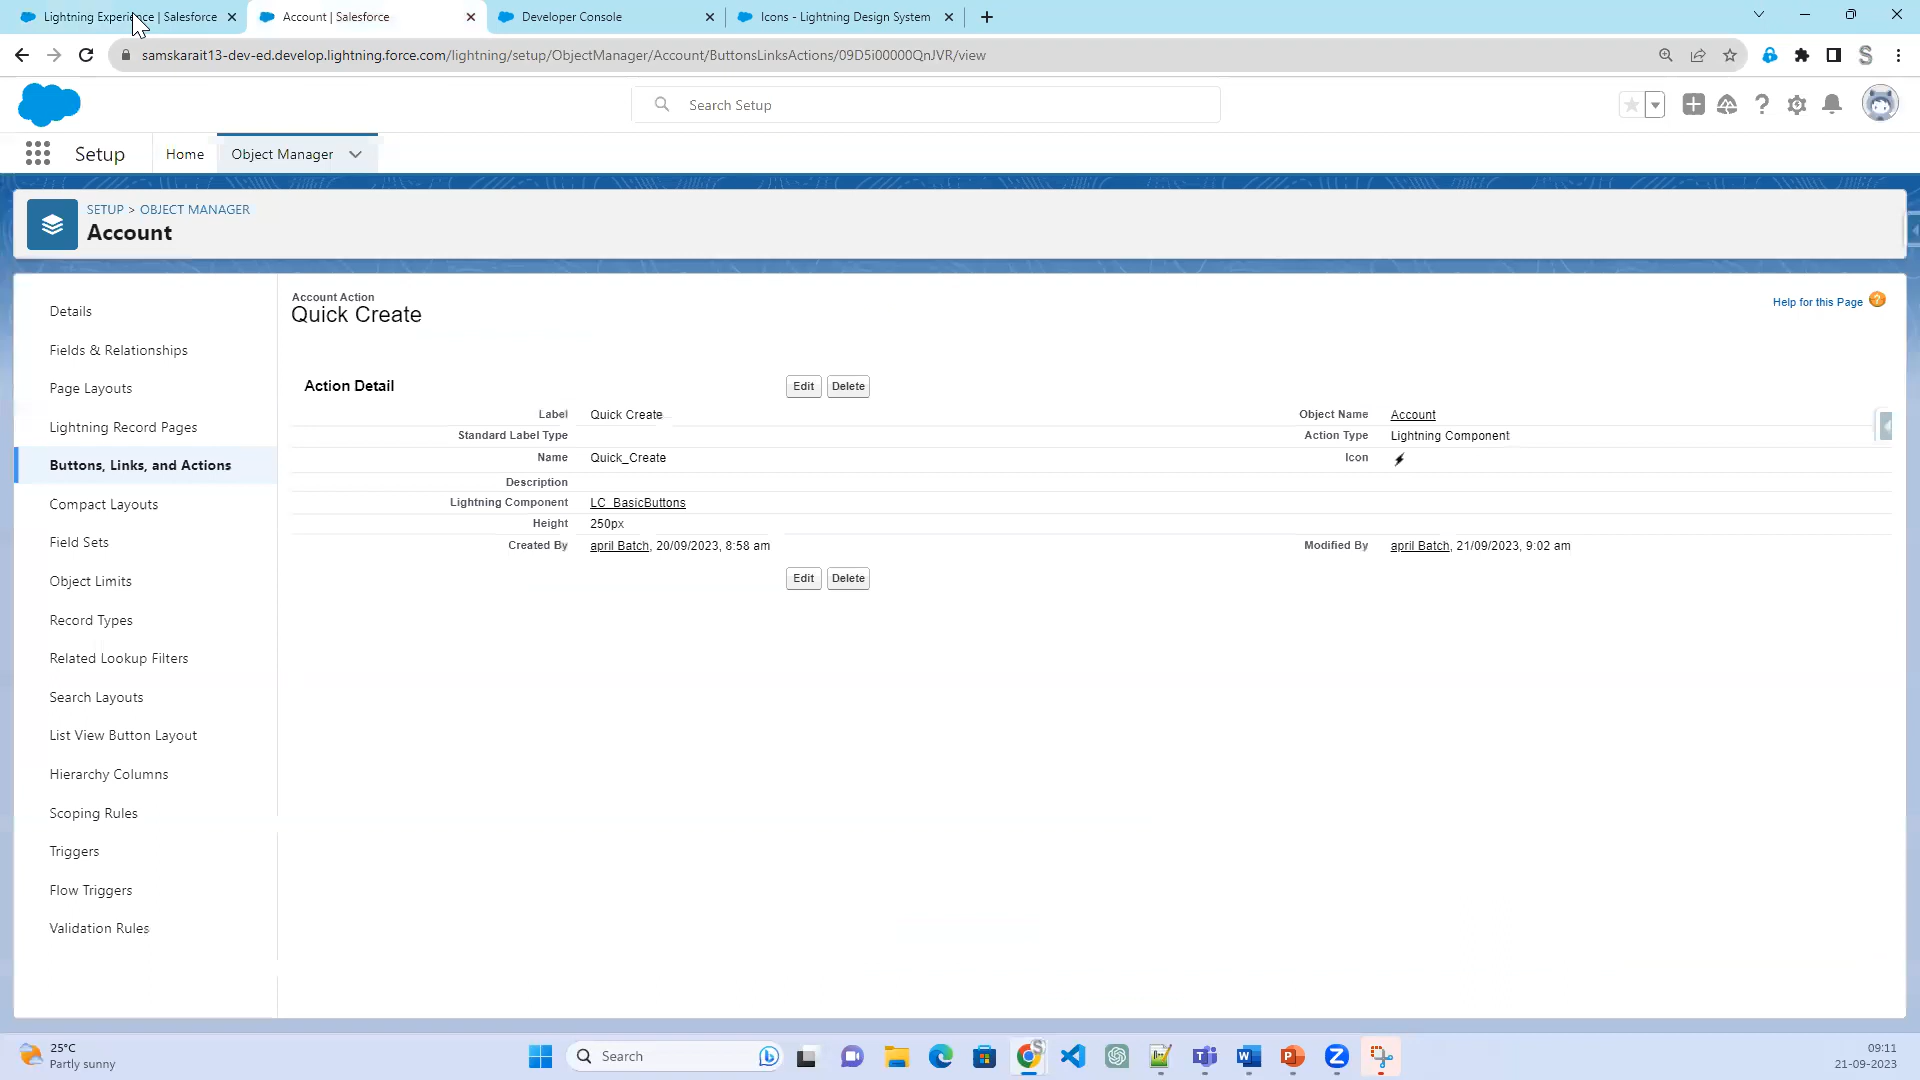 Lightning Experience | Salesforce
Account | Salesforce
Developer Console
Icons - Lightning Design System
samskarait13-dev-ed.develop.lightning.force.com/lightning/setup/ObjectManager/Account/ButtonsLinksActions/09D5i00000QnJVR/view
Search Setup
Setup
Home
Object Manager
SETUP > OBJECT MANAGER
Account
Details
Fields & Relationships
Page Layouts
Lightning Record Pages
Buttons, Links, and Actions
Compact Layouts
Field Sets
Object Limits
Record Types
Related Lookup Filters
Search Layouts
List View Button Layout
Hierarchy Columns
Scoping Rules
Triggers
Flow Triggers
Validation Rules
Account Action
Quick Create
Help for this Page
Action Detail
Edit Delete
Label Quick Create Object Name Account
Standard Label Type Action Type Lightning Component
Name Quick_Create Icon
Description
Lightning Component LC_BasicButtons
Height 250px
Created By april Batch, 20/09/2023, 8:58 am Modified By april Batch, 21/09/2023, 9:02 am
Edit Delete
25°C
Partly sunny
Search
09:11
21-09-2023